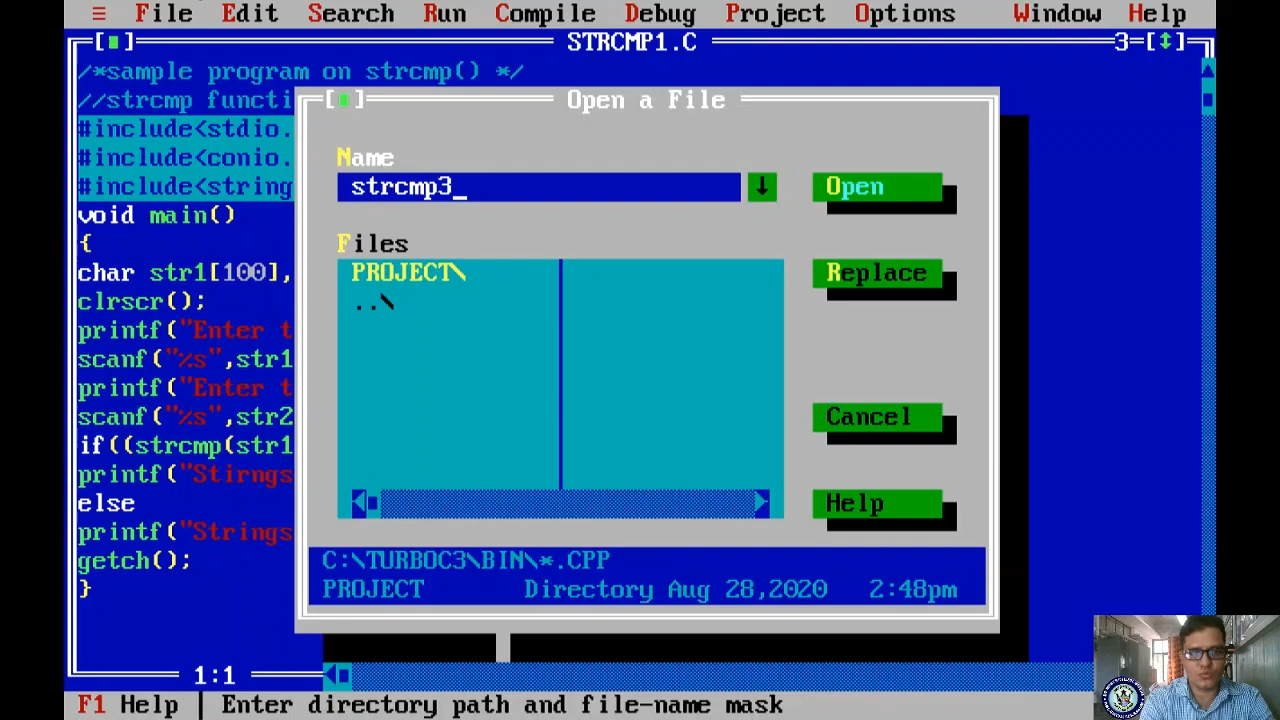 ≡ File Edit Search Run Compile Debug Project Options Window Help
STRCMP1.C 3
/*sample program on strcmp() */
//strcmp functi
#include<stdio.
#include<conio.
#include<string
void main()
{
char str1[100],
clrscr();
printf("Enter t
scanf("%s",str1
printf("Enter t
scanf("%s",str2
if((strcmp(str1
printf("Stirngs
else
printf("Strings
getch();
}
Open a File
Name
strcmp3_
Files
PROJECT\
..\
Open
Replace
Cancel
Help
C:\TURBOC3\BIN\*.CPP
PROJECT Directory Aug 28,2020 2:48pm
1:1
F1 Help | Enter directory path and file-name mask